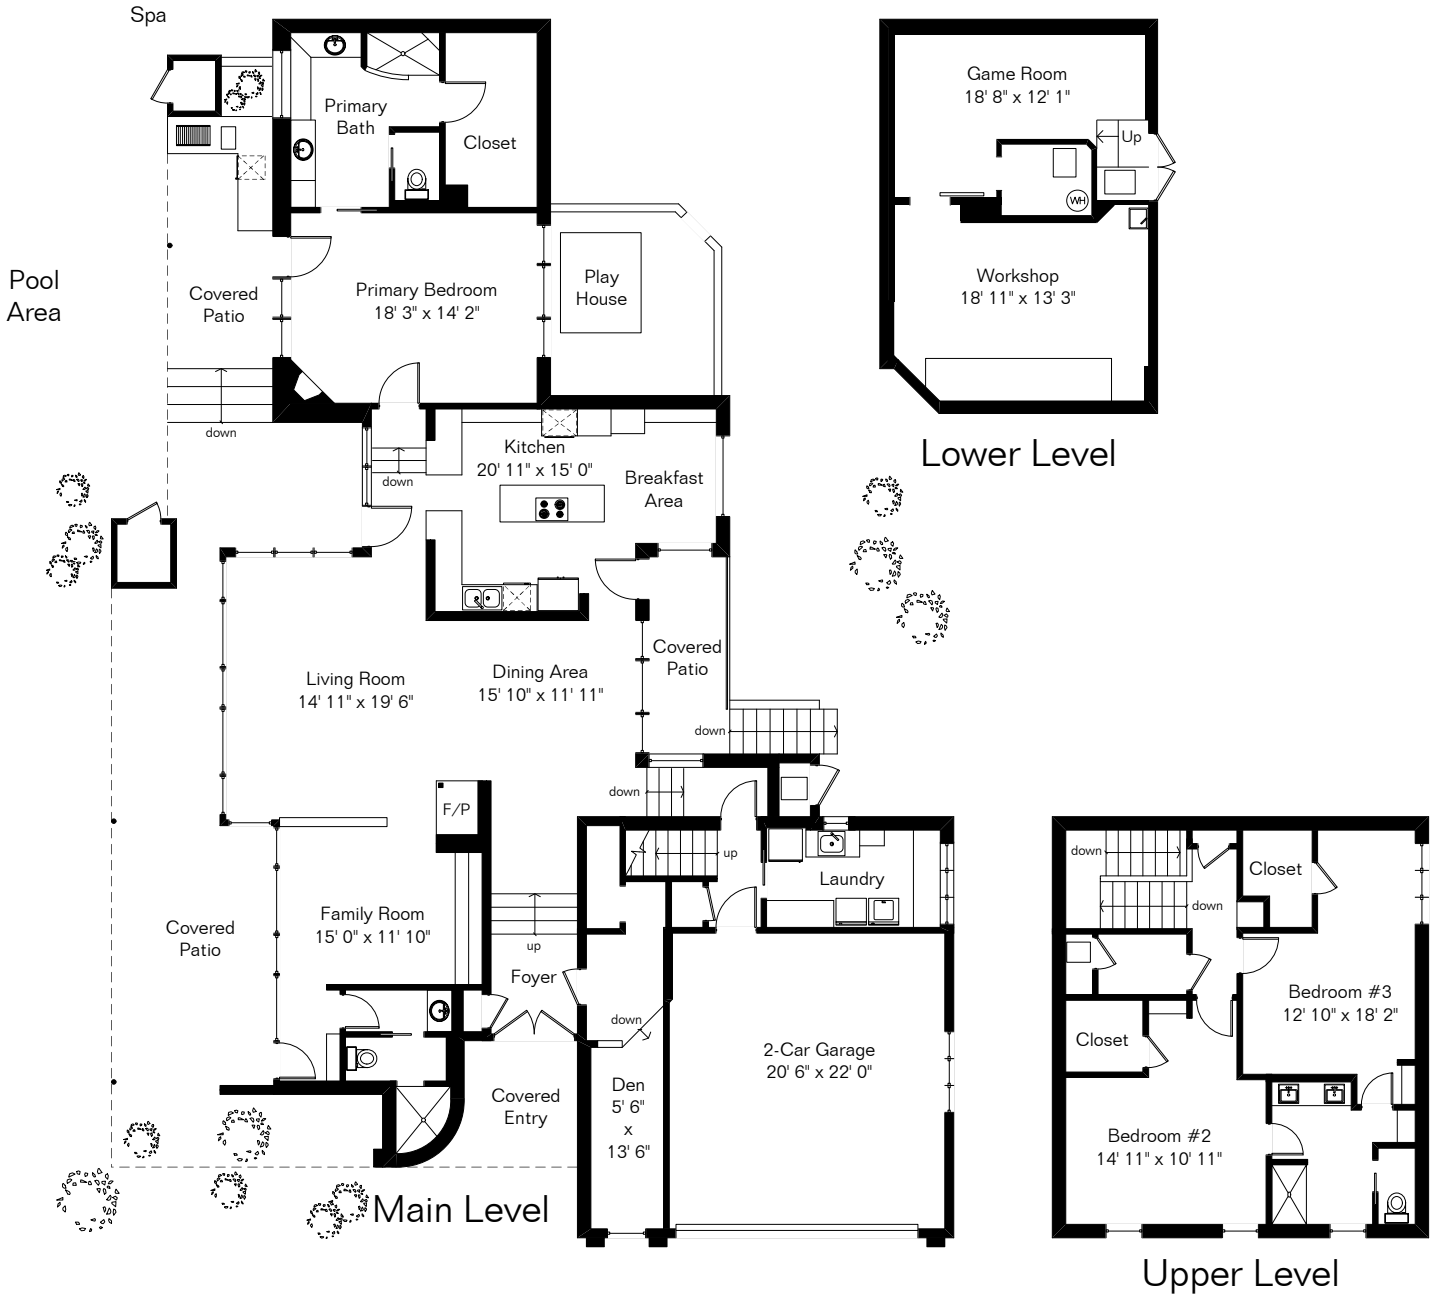 Spa
Primary
Bath
Closet
Pool
Area
Covered
Patio
Primary Bedroom
18' 3" x 14' 2"
Play
House
down
Kitchen
20' 11" x 15' 0"
down
Breakfast
Area
Living Room
14' 11" x 19' 6"
Dining Area
15' 10" x 11' 11"
Covered
Patio
down
down
F/P
up
Laundry
Family Room
15' 0" x 11' 10"
Covered
Patio
up
Foyer
down
2-Car Garage
20' 6" x 22' 0"
Den
5' 6"
x
13' 6"
Covered
Entry
Main Level
Game Room
18' 8" x 12' 1"
Up
WH
Workshop
18' 11" x 13' 3"
Lower Level
down
Closet
down
Bedroom #3
12' 10" x 18' 2"
Closet
Bedroom #2
14' 11" x 10' 11"
Upper Level